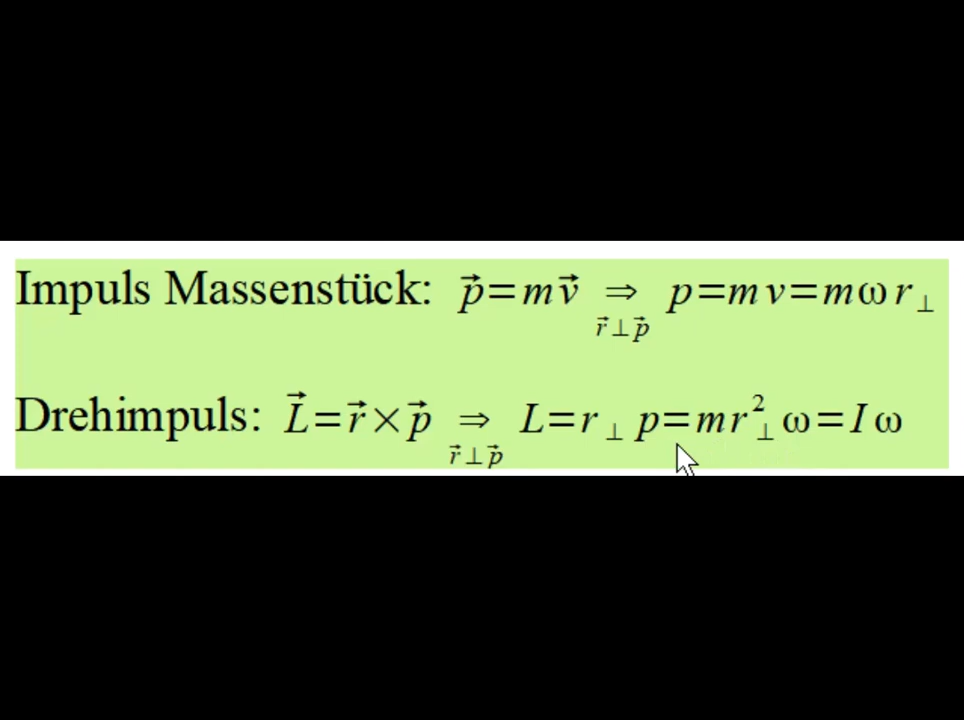 Impuls Massenstück: p⃗=mv⃗ ⇒ p=mv=mωr⊥
r⃗⊥p⃗
Drehimpuls: L⃗=r⃗×p⃗ ⇒ L=r⊥p=mr⊥²ω=Iω
r⃗⊥p⃗